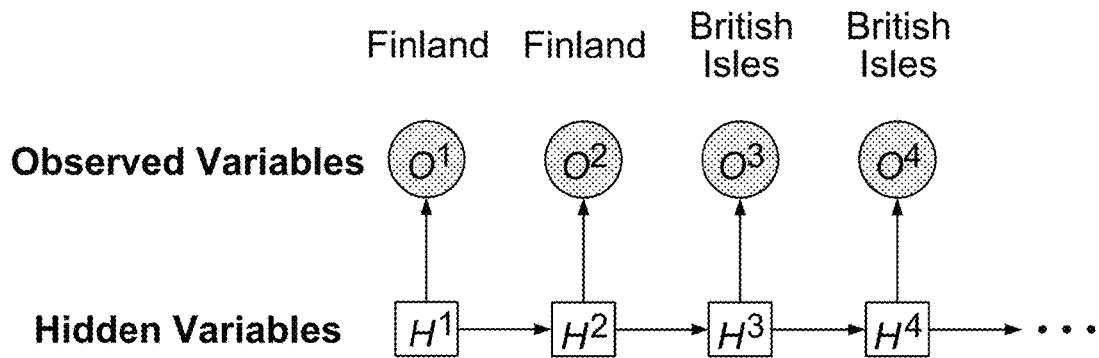 Finland Finland British Isles British Isles
Observed Variables O¹ O² O³ O⁴
Hidden Variables H¹ H² H³ H⁴ ...